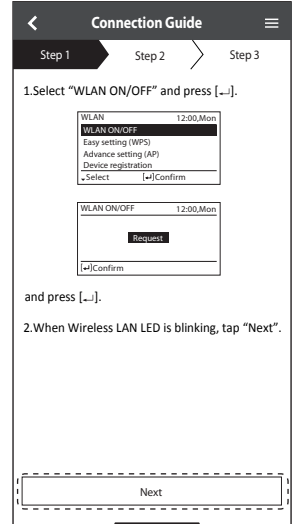 Connection Guide
Step 1 Step 2 Step 3
1.Select “WLAN ON/OFF” and press [↵].
WLAN 12:00,Mon
WLAN ON/OFF
Easy setting (WPS)
Advance setting (AP)
Device registration
Select [↵]Confirm
WLAN ON/OFF 12:00,Mon
Request
[↵]Confirm
and press [↵].
2.When Wireless LAN LED is blinking, tap “Next”.
Next